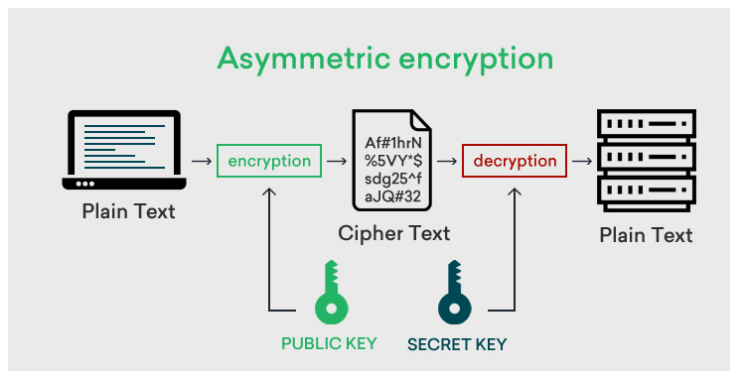 Asymmetric encryption
encryption
Af#1hrN
%5VY*$
sdg25^f
aJQ#32
decryption
Plain Text
Cipher Text
Plain Text
PUBLIC KEY
SECRET KEY